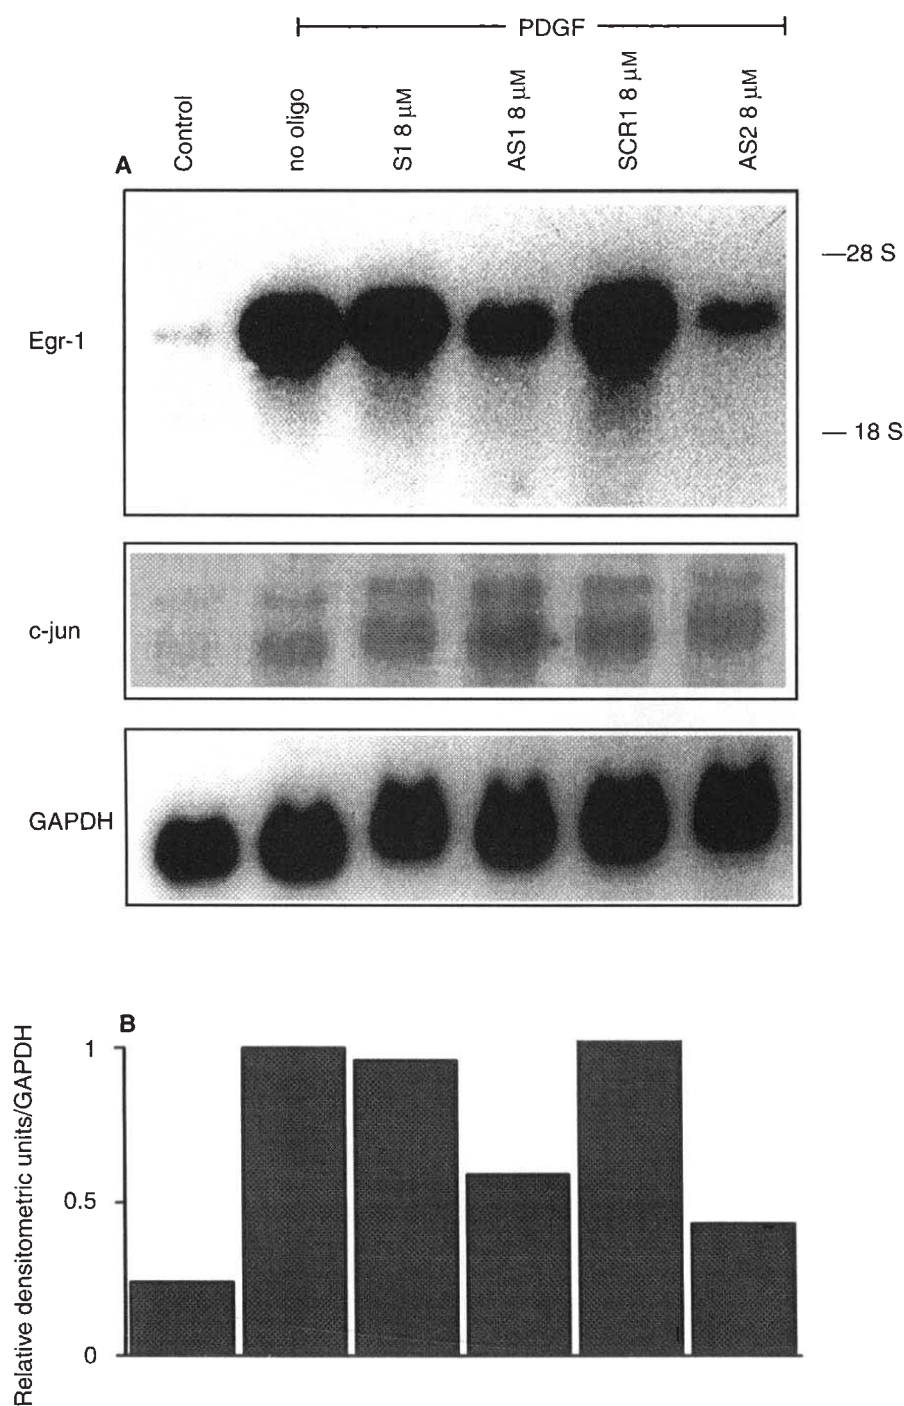 PDGF
Control
no oligo
S1 8 μM
AS1 8 μM
SCR1 8 μM
AS2 8 μM
A
—28 S
Egr-1
— 18 S
c-jun
GAPDH
B
Relative densitometric units/GAPDH
1
0.5
0